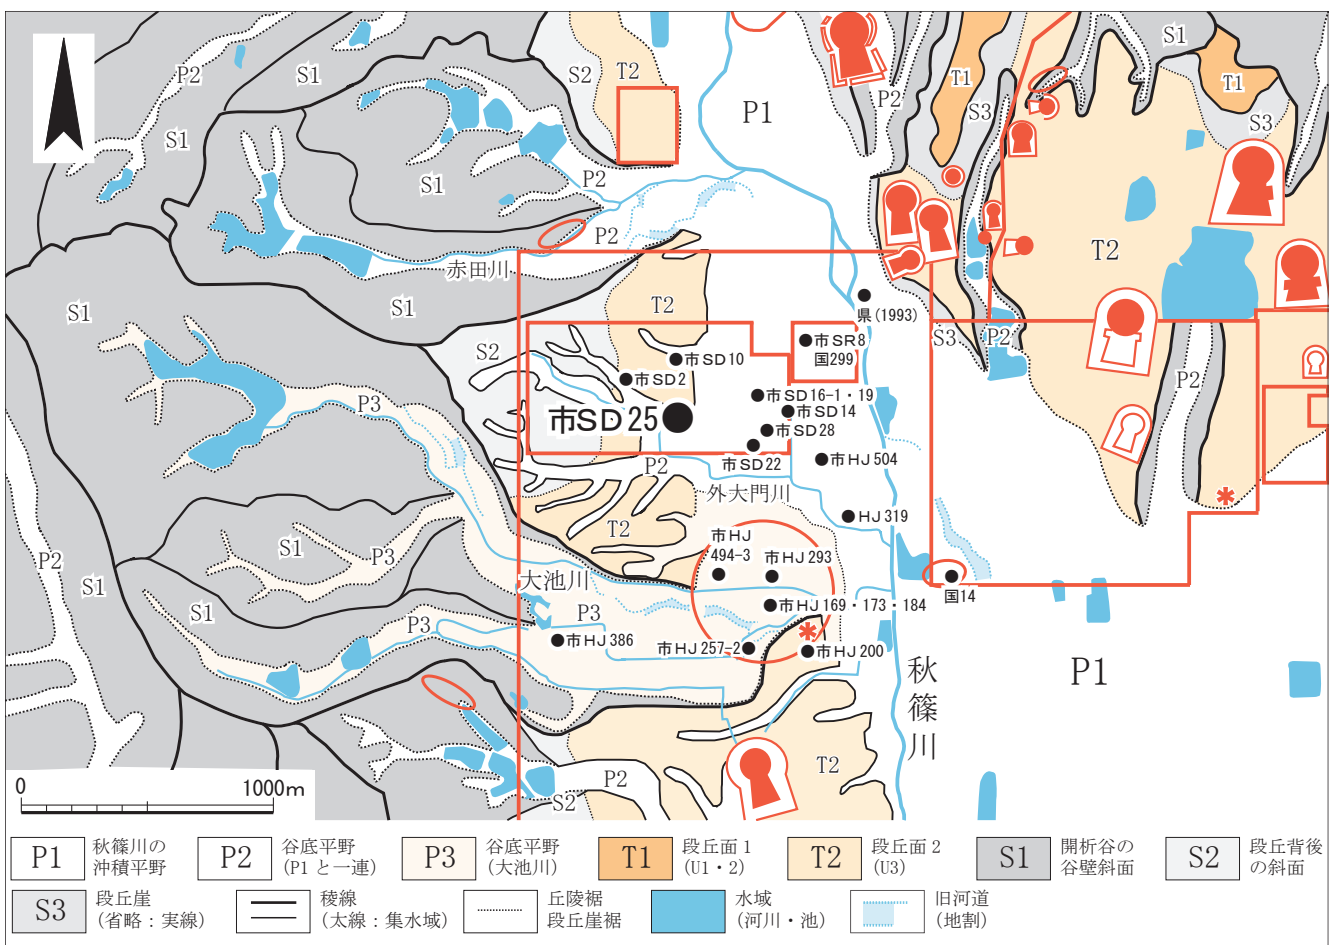 P2
S1
S2
T2
P1
P2
S1
T1
S3
T1
S3
S1
S1
P2
P2
赤田川
S1
T2
T2
S1
県(1993)
S3
P2
市SR8
国299
S2
市SD10
市SD2
P2
P3
市SD16-1・19
市SD14
市SD25
市SD28
市SD22
市HJ504
P2
外大門川
HJ319
T2
P2
S1
P3
市HJ
494-3
市HJ293
大池川
国14
S1
S1
P3
P3
市HJ169・173・184
市HJ386
市HJ257-2
*
市HJ200
*
秋篠川
P1
T2
P2
S2
0
1000m
P1
秋篠川の
沖積平野
P2
谷底平野
(P1と一連)
P3
谷底平野
(大池川)
T1
段丘面1
(U1・2)
T2
段丘面2
(U3)
S1
開析谷の
谷壁斜面
S2
段丘背後
の斜面
S3
段丘崖
(省略：実線)
稜線
(太線：集水域)
丘陵裾
段丘崖裾
水域
(河川・池)
旧河道
(地割)